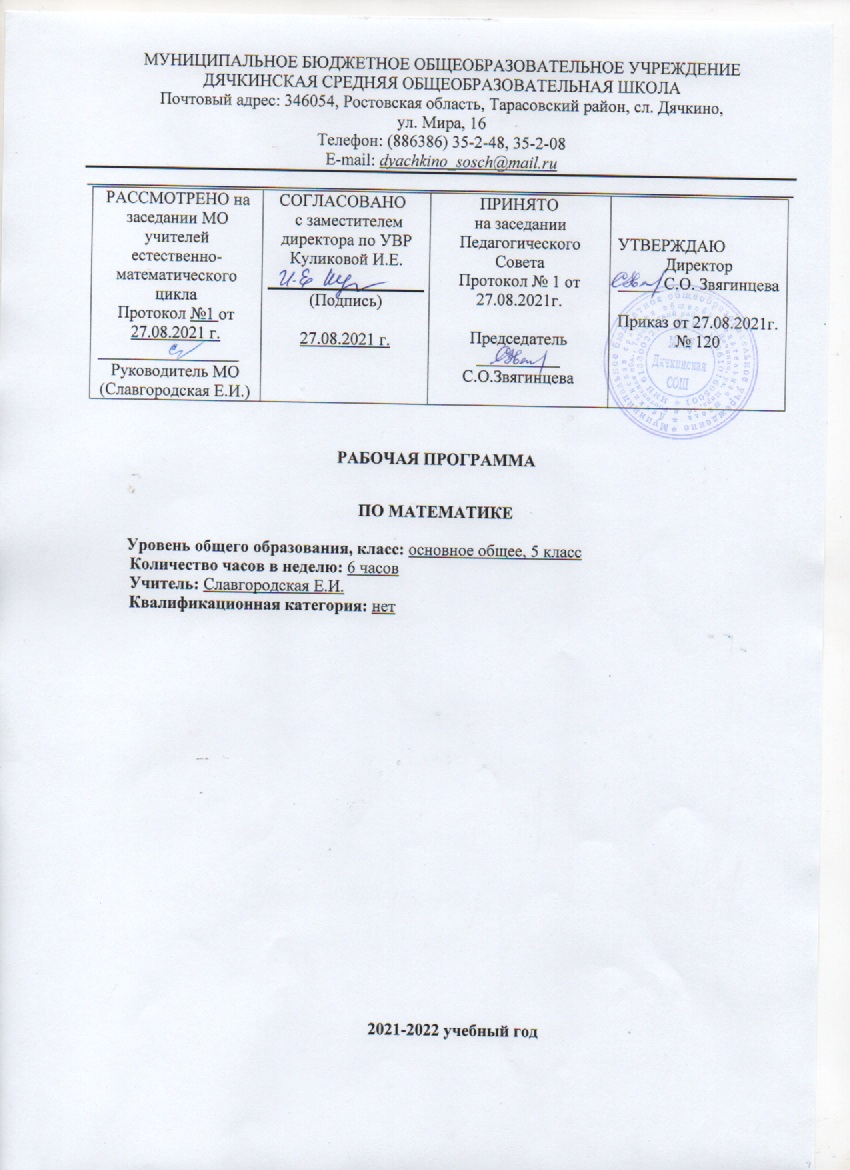 МУНИЦИПАЛЬНОЕ БЮДЖЕТНОЕ ОБЩЕОБРАЗОВАТЕЛЬНОЕ УЧРЕЖДЕНИЕ
ДЯЧКИНСКАЯ СРЕДНЯЯ ОБЩЕОБРАЗОВАТЕЛЬНАЯ ШКОЛА
Почтовый адрес: 346054, Ростовская область, Тарасовский район, сл. Дячкино,
ул. Мира, 16
Телефон: (886386) 35-2-48, 35-2-08
E-mail: dyachkino_sosch@mail.ru
РАССМОТРЕНО на
заседании МО
учителей
естественно-
математического
цикла
Протокол №1 от
27.08.2021 г.
Руководитель МО
(Славгородская Е.И.)
СОГЛАСОВАНО
с заместителем
директора по УВР
Куликовой И.Е.
(Подпись)
27.08.2021 г.
ПРИНЯТО
на заседании
Педагогического
Совета
Протокол № 1 от
27.08.2021г.
Председатель
С.О.Звягинцева
УТВЕРЖДАЮ
Директор
С.О. Звягинцева
Приказ от 27.08.2021г.
№ 120
Дячкинская
СОШ
РАБОЧАЯ ПРОГРАММА
ПО МАТЕМАТИКЕ
Уровень общего образования, класс: основное общее, 5 класс
Количество часов в неделю: 6 часов
Учитель: Славгородская Е.И.
Квалификационная категория: нет
2021-2022 учебный год